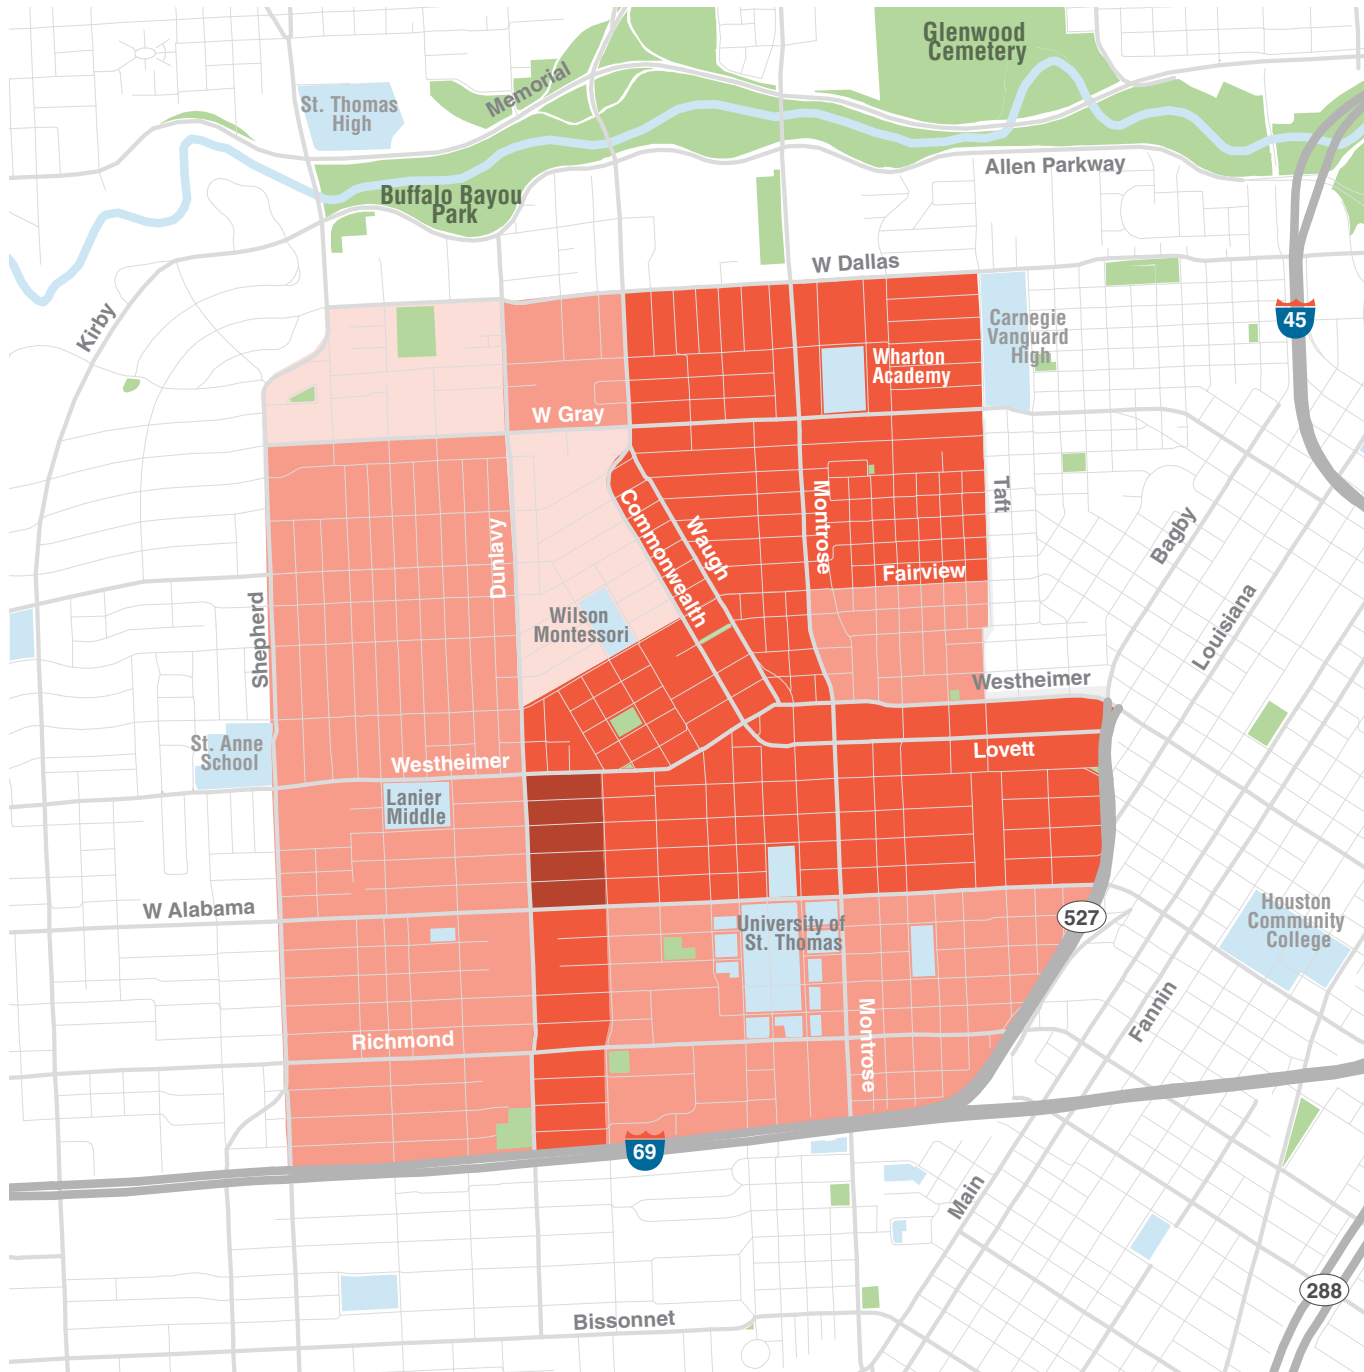 Glenwood
Cemetery
Memorial
St. Thomas
High
Allen Parkway
Buffalo Bayou
Park
W Dallas
Kirby
45
Carnegie
Vanguard
High
Wharton
Academy
W Gray
Taft
Montrose
Commonwealth
Waugh
Dunlavy
Bagby
Fairview
Louisiana
Shepherd
Wilson
Montessori
Westheimer
St. Anne
School
Westheimer
Lovett
Lanier
Middle
W Alabama
University of
St. Thomas
527
Houston
Community
College
Fannin
Richmond
Montrose
69
Main
288
Bissonnet